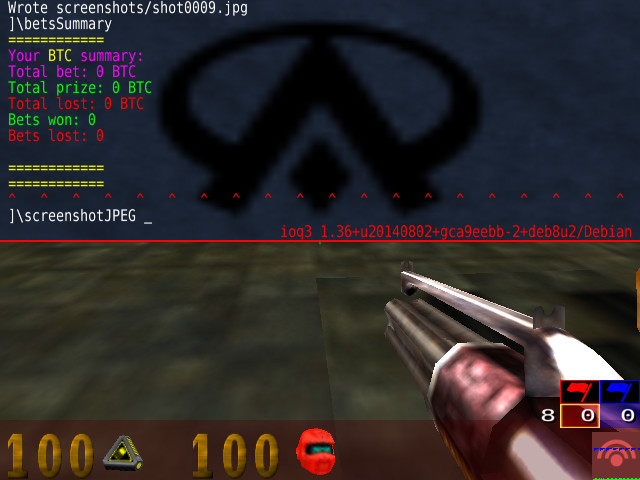 Wrote screenshots/shot0009.jpg
]\betsSummary
============
Your BTC summary:
Total bet: 0 BTC
Total prize: 0 BTC
Total lost: 0 BTC
Bets won: 0
Bets lost: 0
============
============
^ ^ ^ ^ ^ ^ ^ ^ ^ ^ ^ ^ ^ ^ ^ ^ ^ ^ ^ ^
]\screenshotJPEG _
ioq3 1.36+u20140802+gca9eebb-2+deb8u2/Debian
8 0 0
100 100